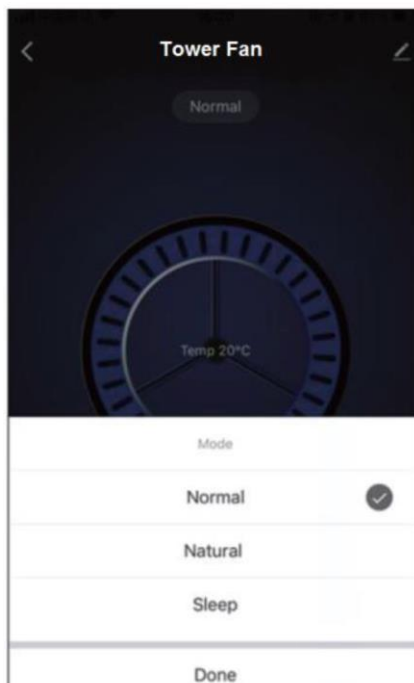 Tower Fan
Normal
Temp 20°C
Mode
Normal
Natural
Sleep
Done